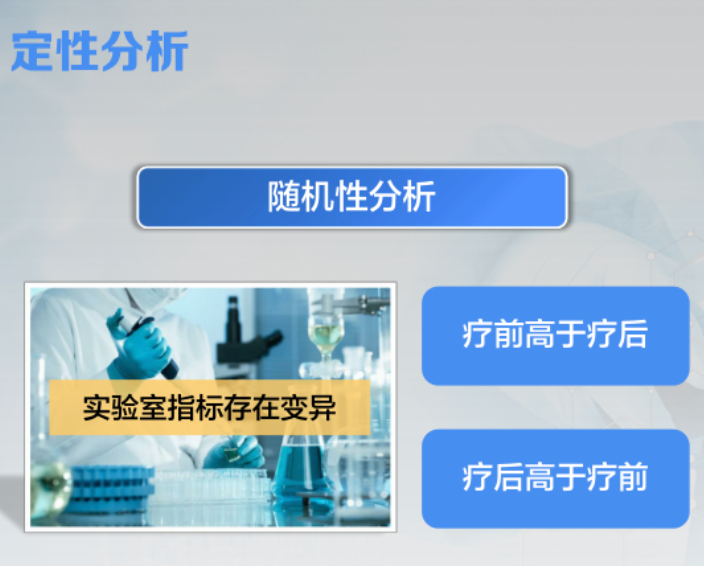 定性分析
随机性分析
实验室指标存在变异
疗前高于疗后
疗后高于疗前